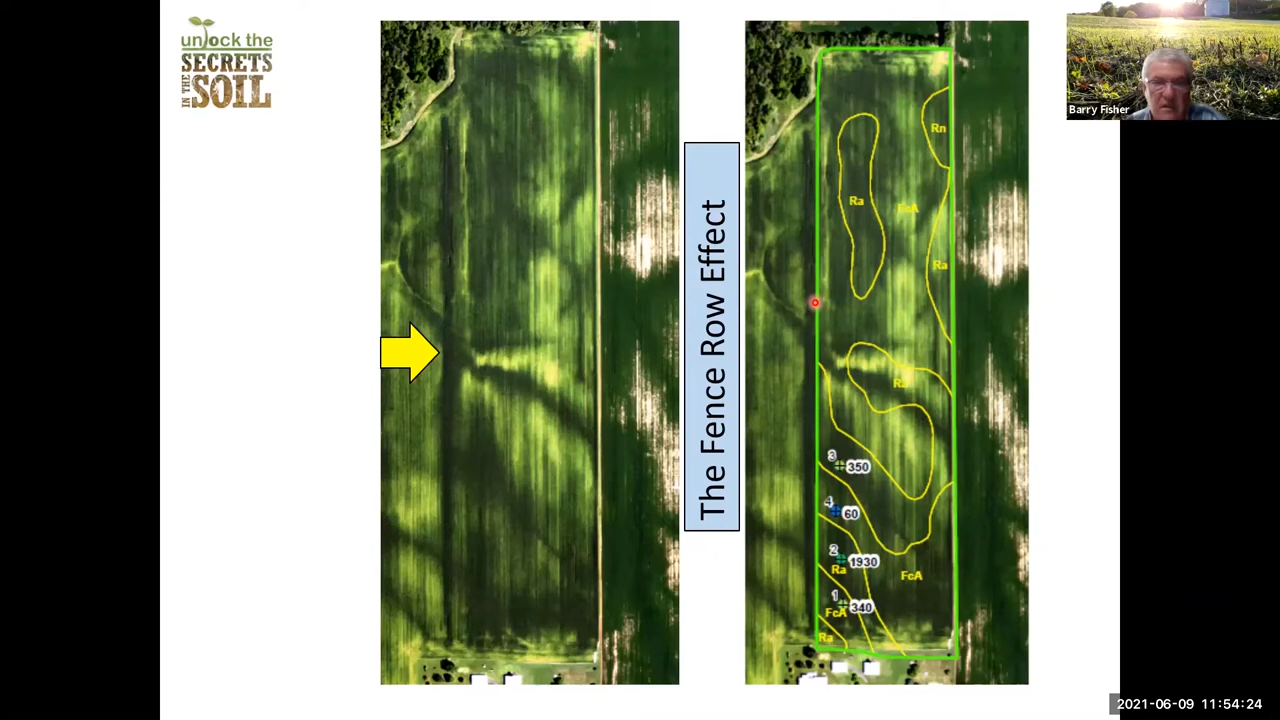 unlock the
SECRETS
IN THE
SOIL
The Fence Row Effect
Rn
Ra
FcA
Ra
3
350
4
60
2
1930
Ra
FcA
1
340
FcA
Ra
Barry Fisher
2021-06-09 11:54:24